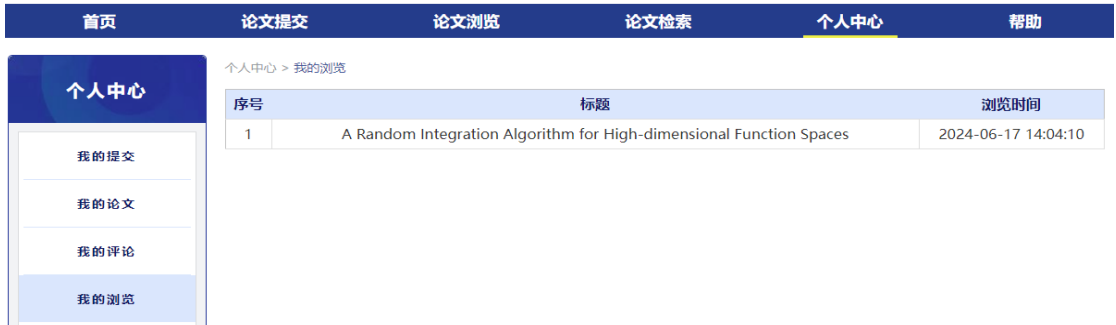 首页 论文提交 论文浏览 论文检索 个人中心 帮助
个人中心
我的提交
我的论文
我的评论
我的浏览
个人中心 > 我的浏览
序号 标题 浏览时间
1 A Random Integration Algorithm for High-dimensional Function Spaces 2024-06-17 14:04:10